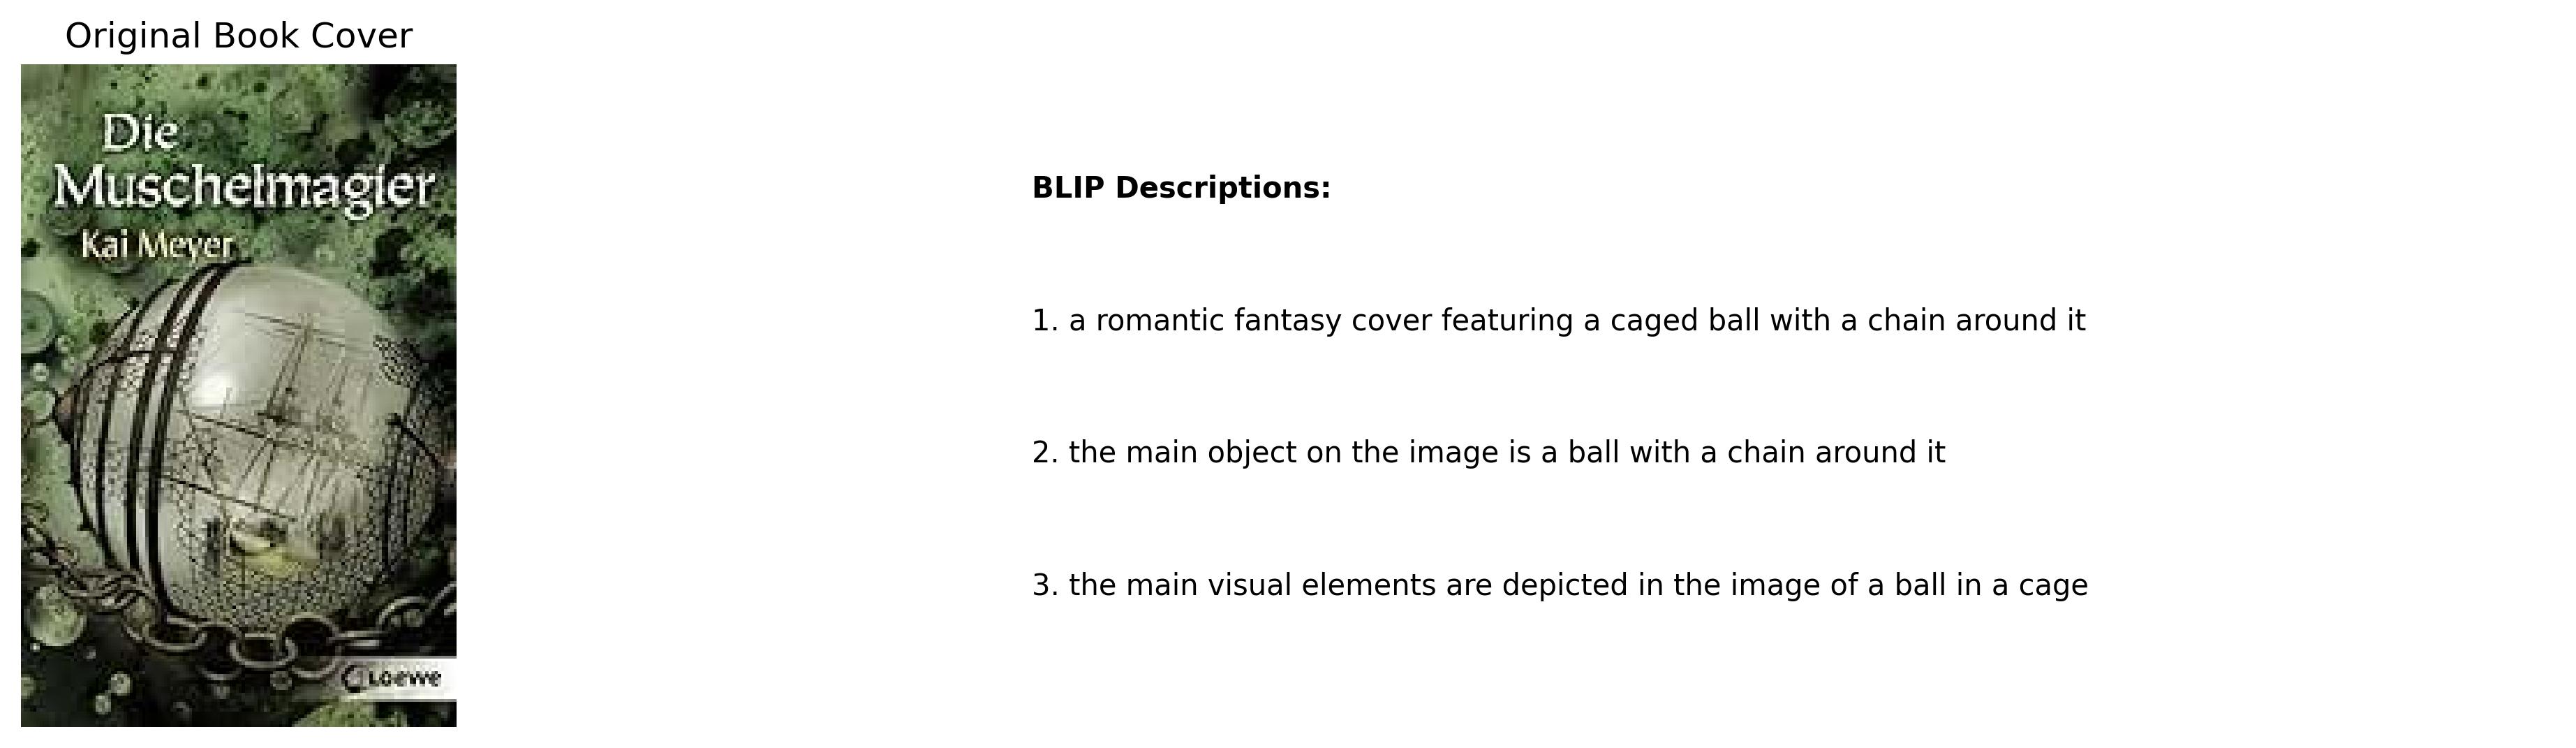 Original Book Cover
Die
Muschelmagier
Kai Meyer
Loewe
BLIP Descriptions:
1. a romantic fantasy cover featuring a caged ball with a chain around it
2. the main object on the image is a ball with a chain around it
3. the main visual elements are depicted in the image of a ball in a cage